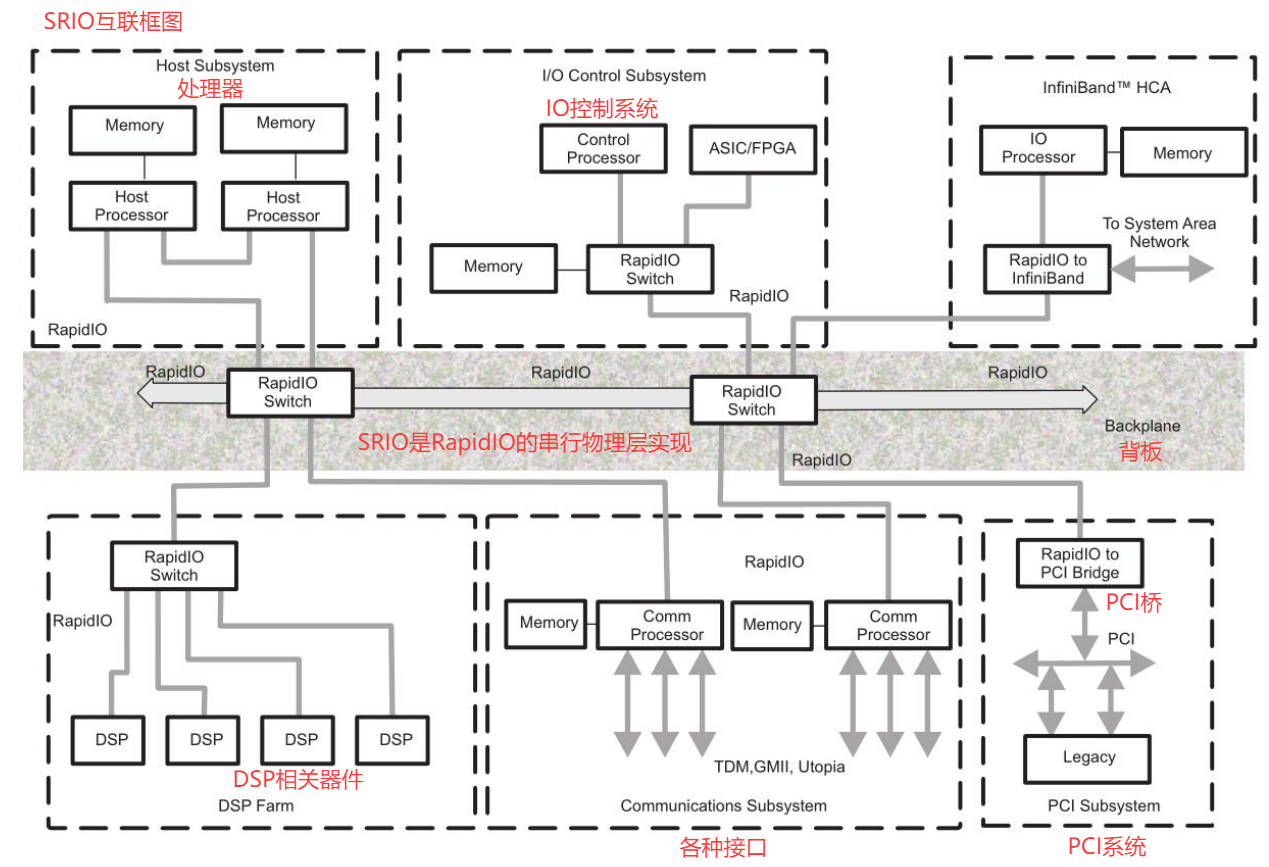 SRIO互联框图
Host Subsystem
处理器
Memory
Memory
Host
Processor
Host
Processor
RapidIO
I/O Control Subsystem
IO控制系统
Control
Processor
ASIC/FPGA
Memory
RapidIO
Switch
RapidIO
InfiniBand™ HCA
IO
Processor
Memory
To System Area
Network
RapidIO to
InfiniBand
RapidIO
RapidIO
Switch
RapidIO
RapidIO
Switch
RapidIO
Backplane
背板
SRIO是RapidIO的串行物理层实现
RapidIO
RapidIO
Switch
RapidIO
DSP
DSP
DSP
DSP
DSP相关器件
DSP Farm
RapidIO
Memory
Comm
Processor
Memory
Comm
Processor
TDM,GMII, Utopia
Communications Subsystem
各种接口
RapidIO to
PCI Bridge
PCI桥
PCI
Legacy
PCI Subsystem
PCI系统